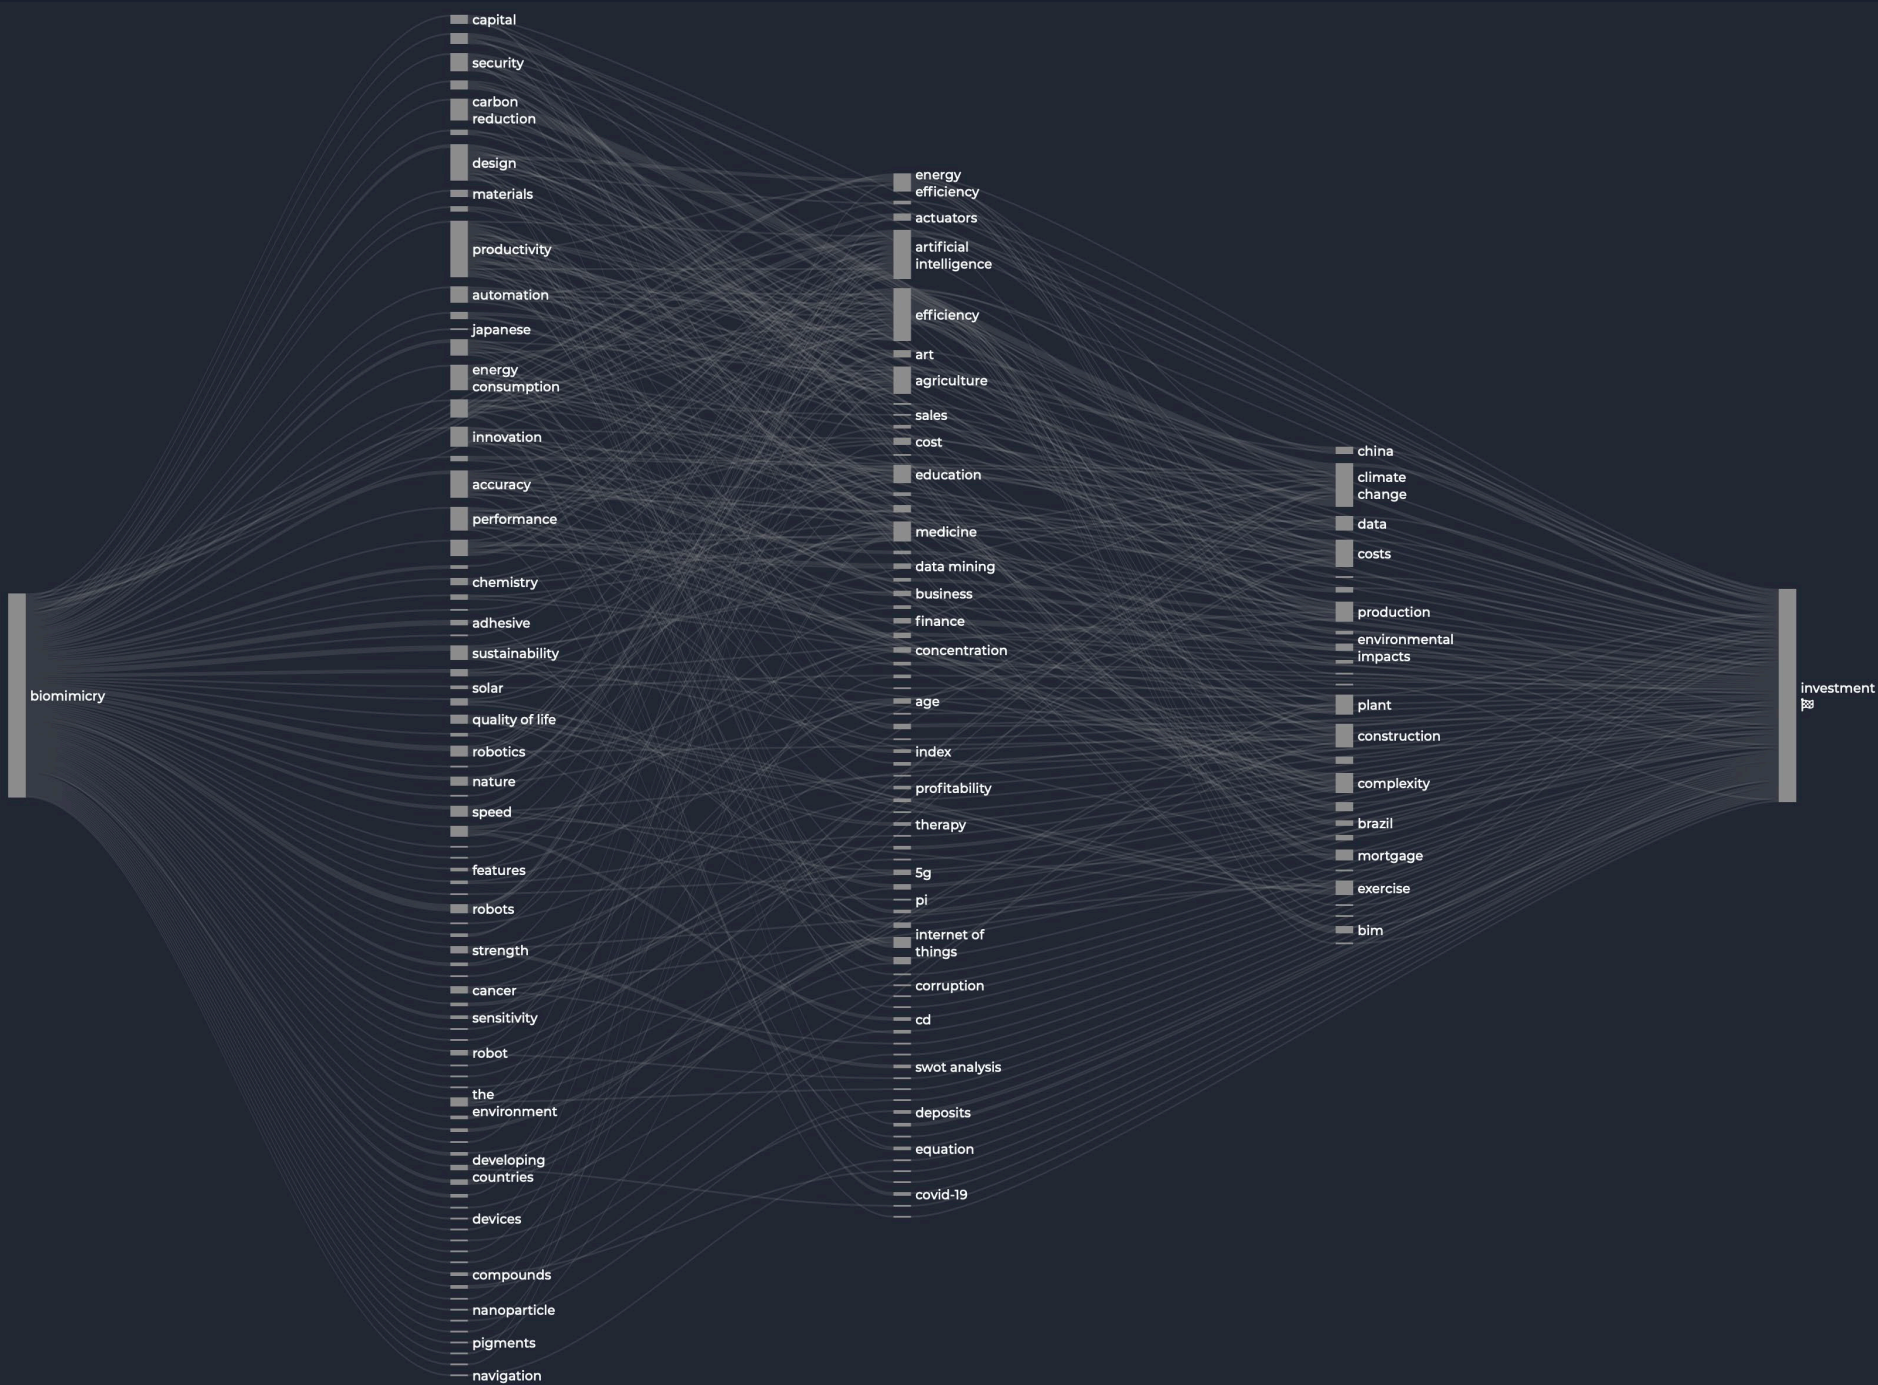 biomimicry
capital
security
carbon
reduction
design
materials
productivity
automation
japanese
energy
consumption
innovation
accuracy
performance
chemistry
adhesive
sustainability
solar
quality of life
robotics
nature
speed
features
robots
strength
cancer
sensitivity
robot
the
environment
developing
countries
devices
compounds
nanoparticle
pigments
navigation
energy
efficiency
actuators
artificial
intelligence
efficiency
art
agriculture
sales
cost
education
medicine
data mining
business
finance
concentration
age
index
profitability
therapy
5g
pi
internet of
things
corruption
cd
swot analysis
deposits
equation
covid-19
china
climate
change
data
costs
production
environmental
impacts
plant
construction
complexity
brazil
mortgage
exercise
bim
investment